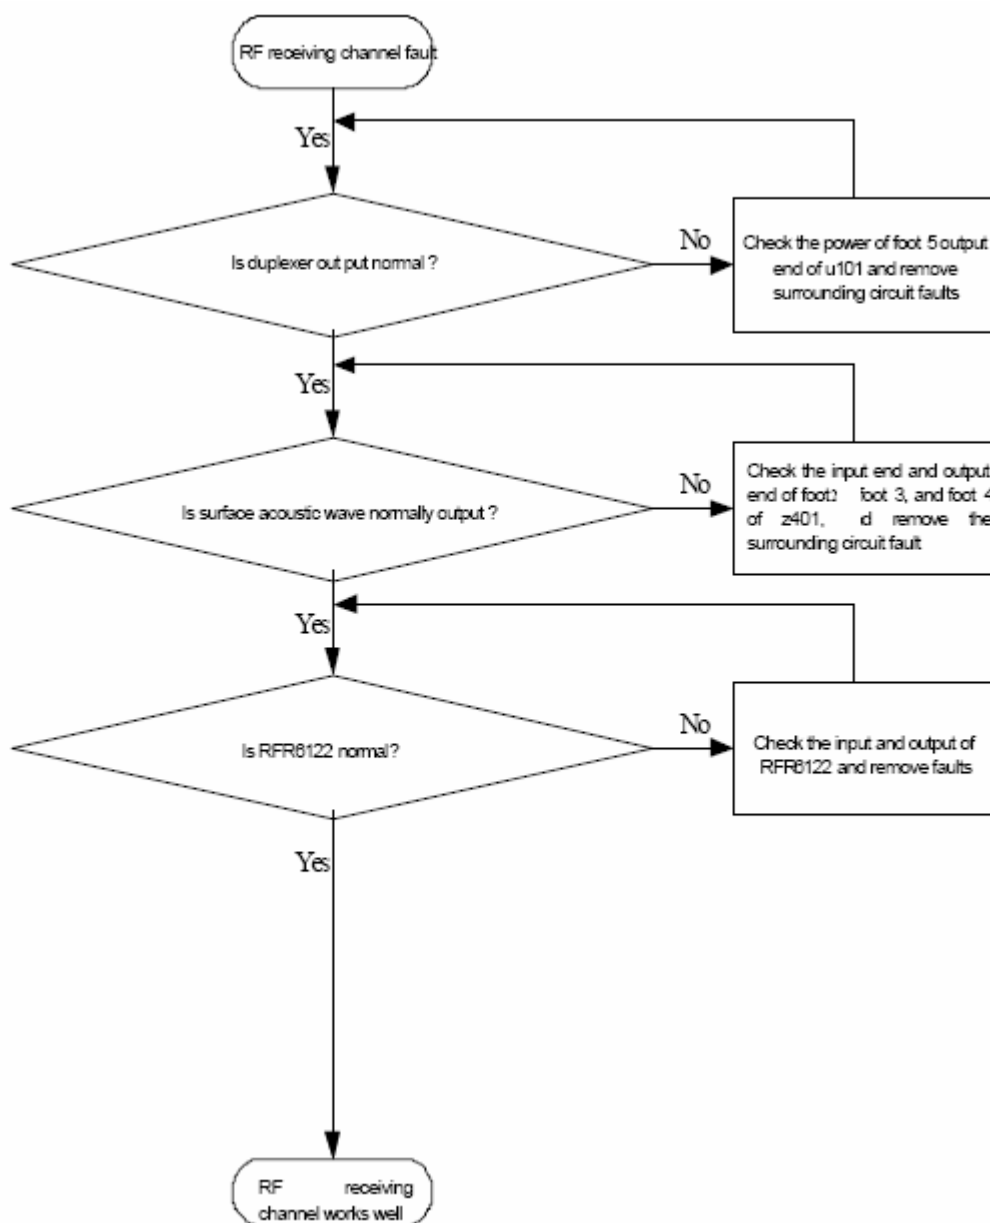 RF receiving channel fault
Yes
Is duplexer out put normal ?
No
Check the power of foot 5 output
end of u101 and remove
surrounding circuit faults
Yes
Is surface acoustic wave normally output ?
No
Check the input end and output
end of foot foot 3, and foot 4
of z401, remove the
surrounding circuit fault
Yes
Is RFR6122 normal?
No
Check the input and output of
RFR6122 and remove faults
Yes
RF receiving
channel works well